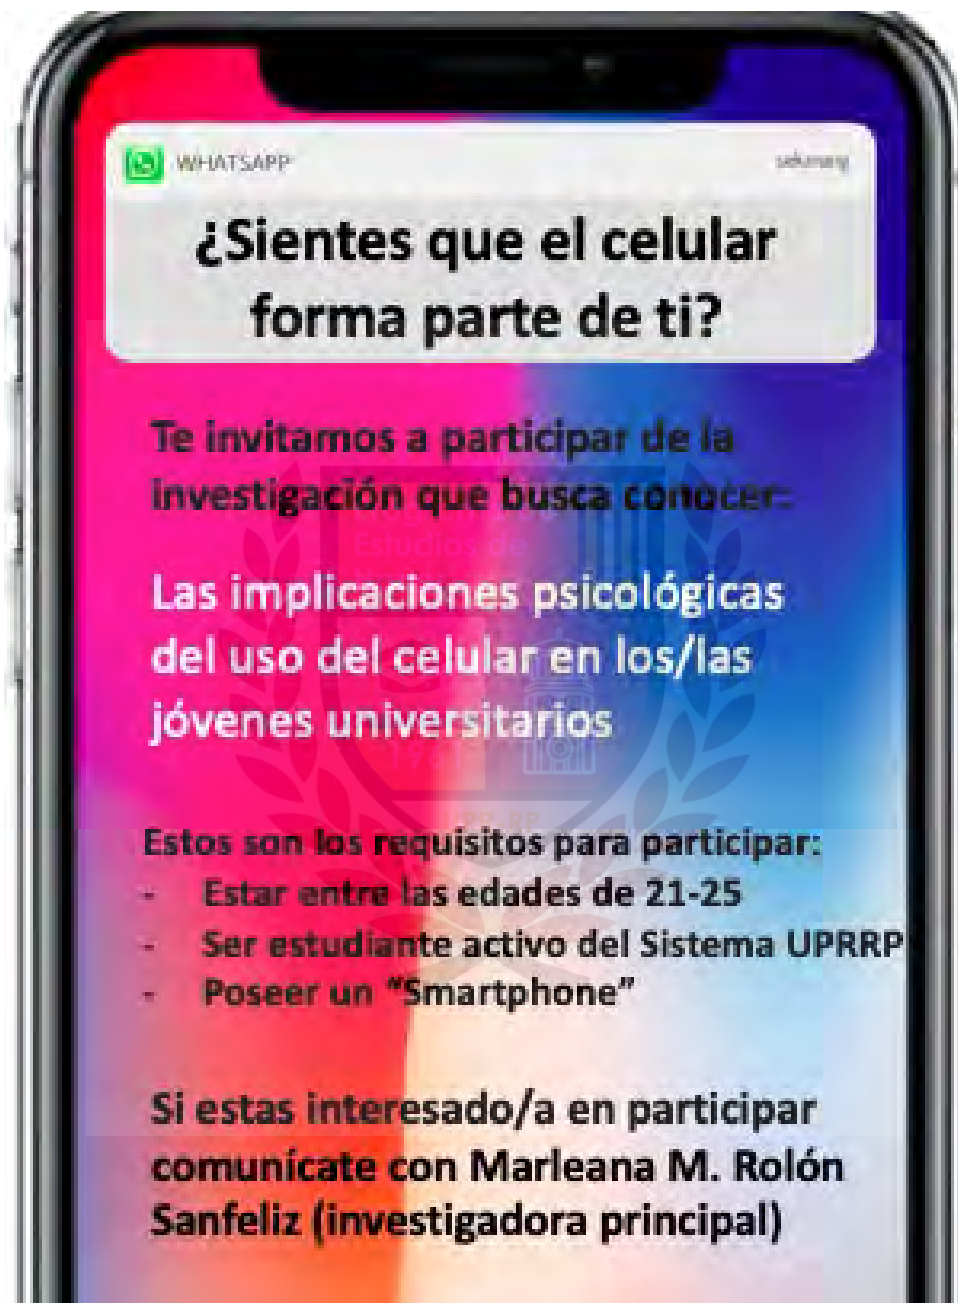 WHATSAPP
¿Sientes que el celular
forma parte de ti?
Te invitamos a participar de la
investigación que busca conocer:
Estudios de
Las implicaciones psicológicas
del uso del celular en los/las
jóvenes universitarios
Estos son los requisitos para participar:
- Estar entre las edades de 21-25
- Ser estudiante activo del Sistema UPRRP
- Poseer un “Smartphone”
Si estas interesado/a en participar
comunícate con Marleana M. Rolón
Sanfeliz (investigadora principal)